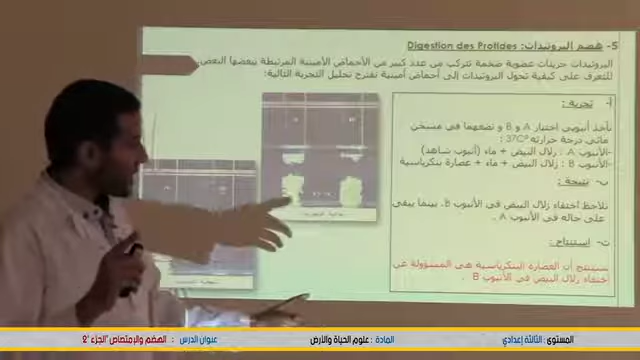 5- هضم البروتيدات: Digestion des Protides
البروتيدات جزيئات عضوية ضخمة تتركب من عدد كبير من الأحماض الأمينية المرتبطة ببعضها البعض.
للتعرف على كيفية تحول البروتيدات إلى أحماض أمينية نقترح تحليل التجربة التالية:
أ- تجربة :
نأخذ أنبوبي اختبار A و B و نضعهما في مسخن
مائي درجة حرارته 37C°
-الأنبوب A : زلال البيض + ماء (أنبوب شاهد)
-الأنبوب B : زلال البيض + ماء + عصارة بنكرياسية
ب- نتيجة :
نلاحظ اختفاء زلال البيض في الأنبوب B، بينما يبقى
على حاله في الأنبوب A .
ت- استنتاج :
نستنتج أن العصارة البنكرياسية هي المسؤولة عن
اختفاء زلال البيض في الأنبوب B .
المستوى : الثالثة إعدادي
المادة : علوم الحياة والأرض
عنوان الدرس : الهضم والإمتصاص "الجزء 2"